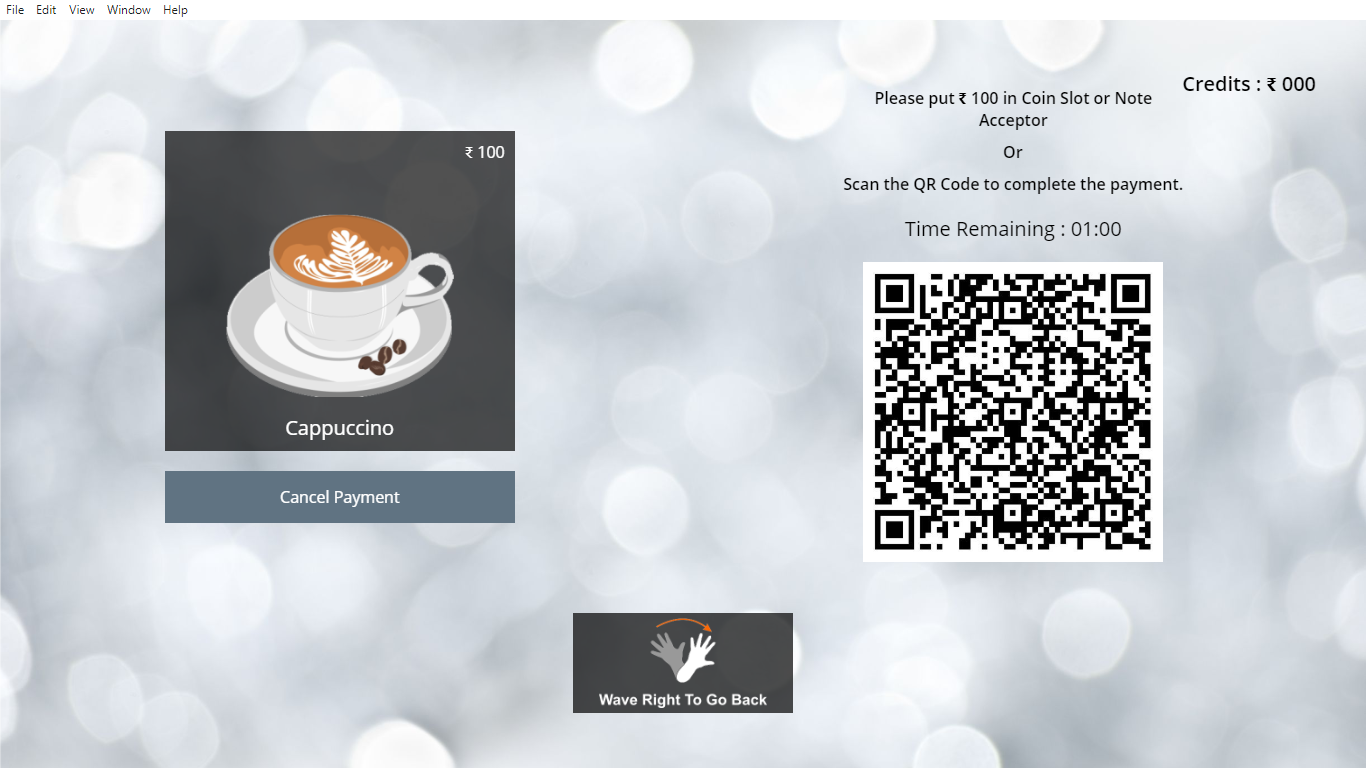 File Edit View Window Help
Credits : ₹ 000
Please put ₹ 100 in Coin Slot or Note
Acceptor
Or
Scan the QR Code to complete the payment.
Time Remaining : 01:00
₹ 100
Cappuccino
Cancel Payment
Wave Right To Go Back